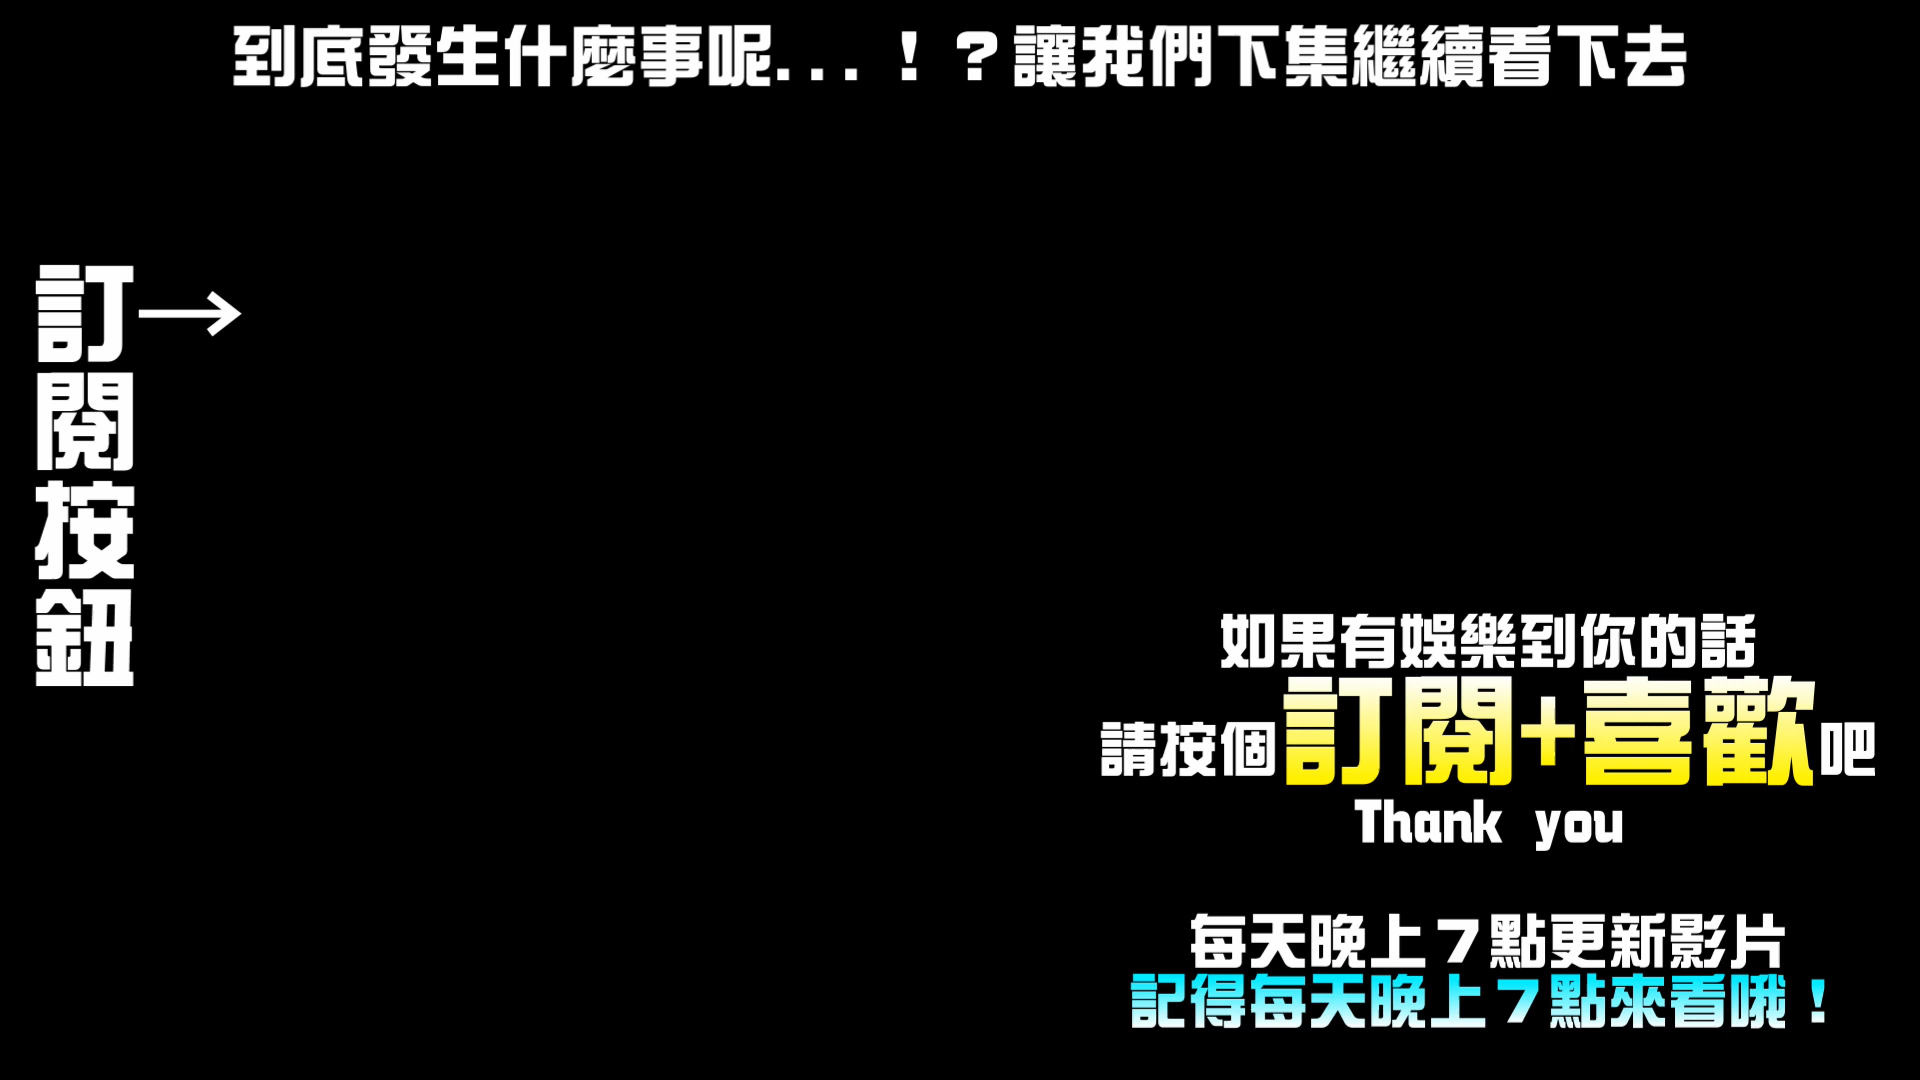 到底發生什麼事呢...！？讓我們下集繼續看下去
訂閱按鈕→
如果有娛樂到你的話
請按個訂閱+喜歡吧
Thank you
每天晚上7點更新影片
記得每天晚上7點來看哦！